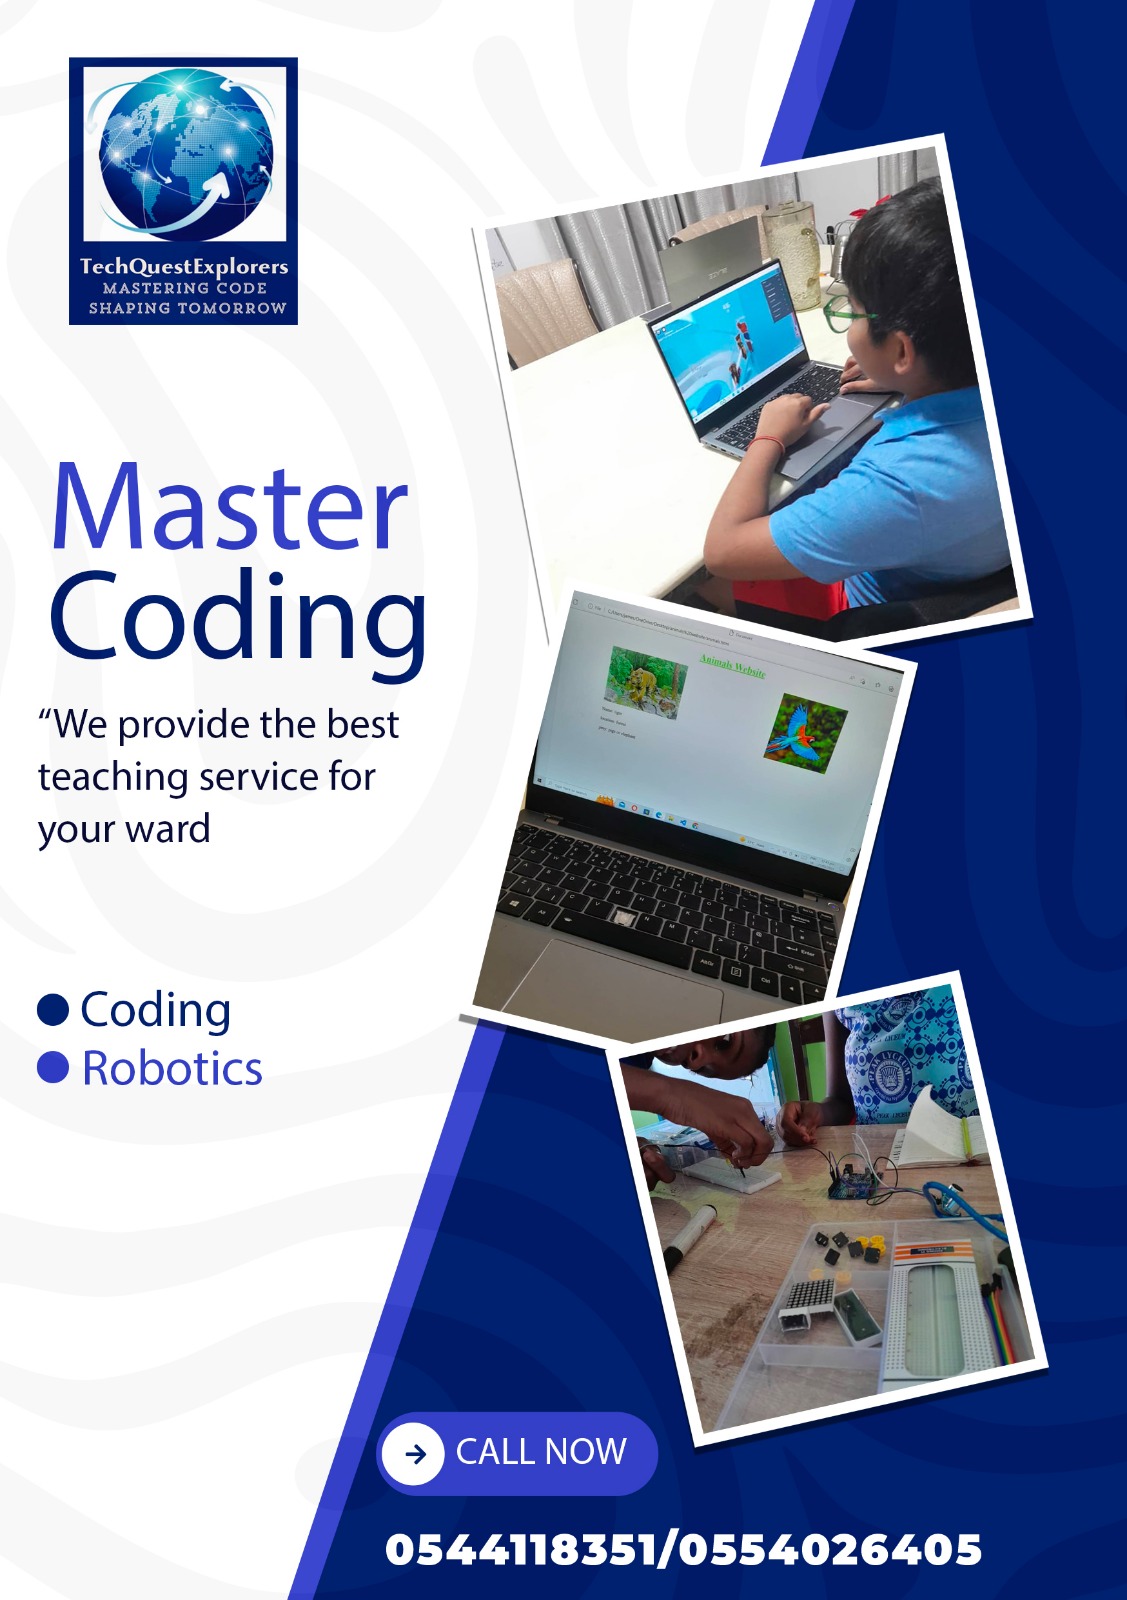 TechQuestExplorers
MASTERING CODE
SHAPING TOMORROW
Master
Coding
“We provide the best
teaching service for
your ward
Coding
Robotics
Animals Website
CALL NOW
0544118351/0554026405